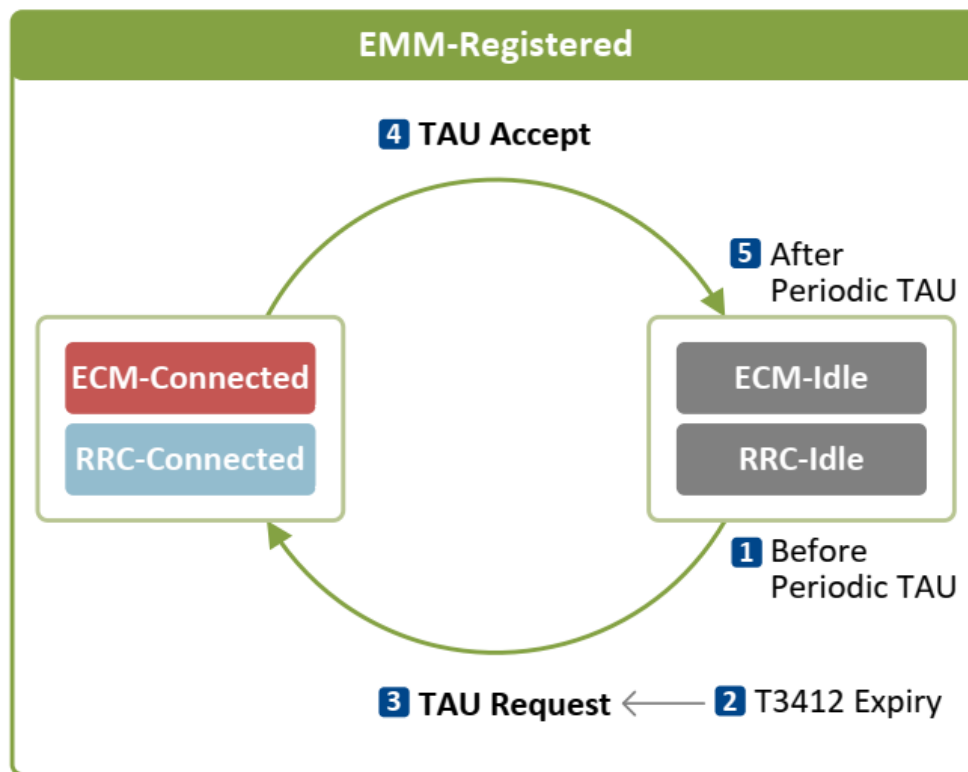 EMM-Registered
4 TAU Accept
5 After
Periodic TAU
ECM-Connected
RRC-Connected
ECM-Idle
RRC-Idle
1 Before
Periodic TAU
3 TAU Request
2 T3412 Expiry